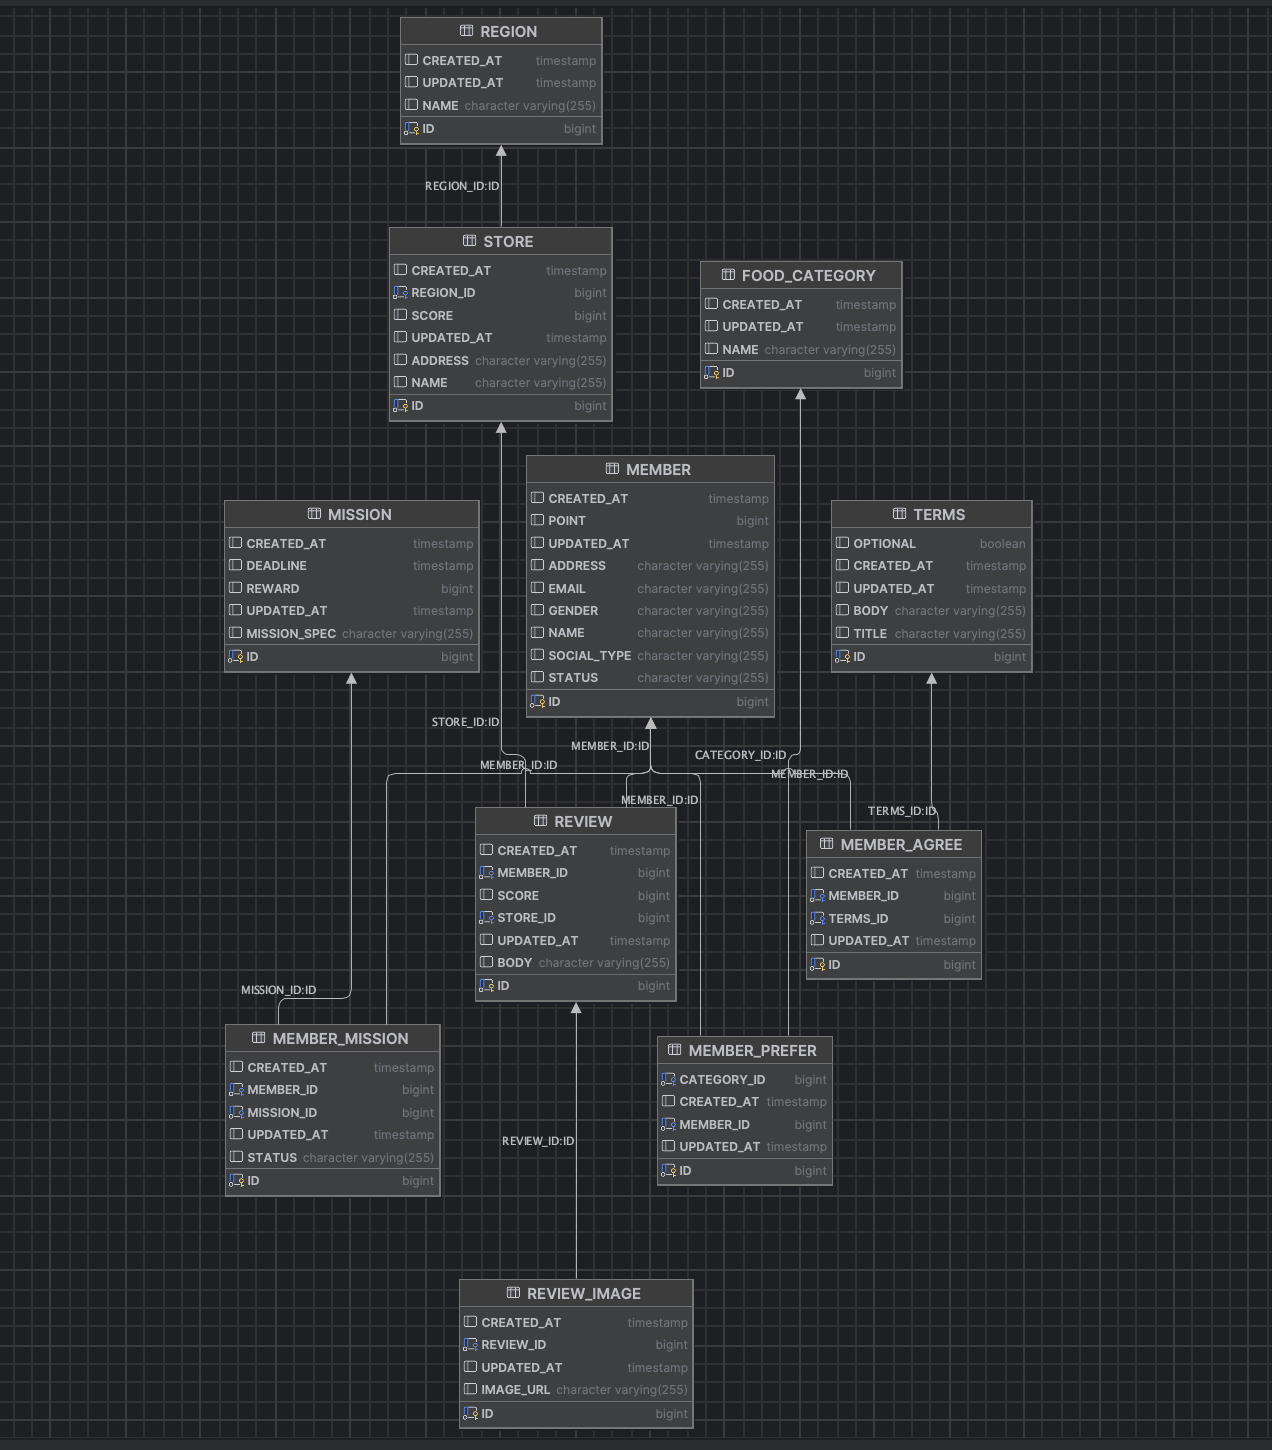 REGION
CREATED_AT timestamp
UPDATED_AT timestamp
NAME character varying(255)
ID bigint
REGION_ID:ID
STORE
CREATED_AT timestamp
REGION_ID bigint
SCORE bigint
UPDATED_AT timestamp
ADDRESS character varying(255)
NAME character varying(255)
ID bigint
FOOD_CATEGORY
CREATED_AT timestamp
UPDATED_AT timestamp
NAME character varying(255)
ID bigint
MEMBER
CREATED_AT timestamp
POINT bigint
UPDATED_AT timestamp
ADDRESS character varying(255)
EMAIL character varying(255)
GENDER character varying(255)
NAME character varying(255)
SOCIAL_TYPE character varying(255)
STATUS character varying(255)
ID bigint
MISSION
CREATED_AT timestamp
DEADLINE timestamp
REWARD bigint
UPDATED_AT timestamp
MISSION_SPEC character varying(255)
ID bigint
TERMS
OPTIONAL boolean
CREATED_AT timestamp
UPDATED_AT timestamp
BODY character varying(255)
TITLE character varying(255)
ID bigint
STORE_ID:ID
MEMBER_ID:ID
CATEGORY_ID:ID
MEMBER_ID:ID
MEMBER_ID:ID
MEMBER_ID:ID
TERMS_ID:ID
REVIEW
CREATED_AT timestamp
MEMBER_ID bigint
SCORE bigint
STORE_ID bigint
UPDATED_AT timestamp
BODY character varying(255)
ID bigint
MEMBER_AGREE
CREATED_AT timestamp
MEMBER_ID bigint
TERMS_ID bigint
UPDATED_AT timestamp
ID bigint
MISSION_ID:ID
MEMBER_MISSION
CREATED_AT timestamp
MEMBER_ID bigint
MISSION_ID bigint
UPDATED_AT timestamp
STATUS character varying(255)
ID bigint
MEMBER_PREFER
CATEGORY_ID bigint
CREATED_AT timestamp
MEMBER_ID bigint
UPDATED_AT timestamp
ID bigint
REVIEW_ID:ID
REVIEW_IMAGE
CREATED_AT timestamp
REVIEW_ID bigint
UPDATED_AT timestamp
IMAGE_URL character varying(255)
ID bigint